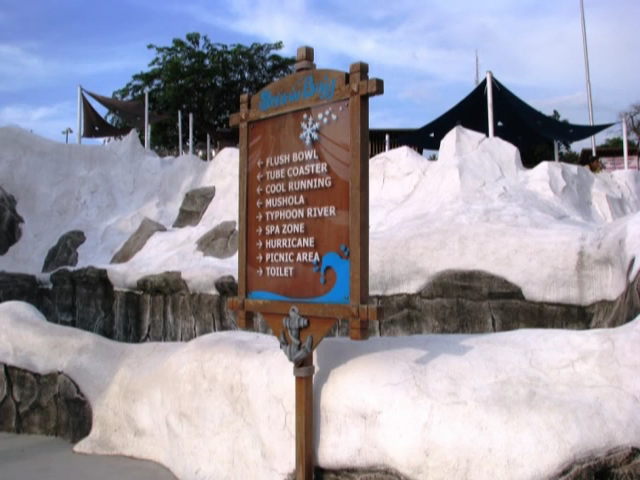 ← FLUSH BOWL
← TUBE COASTER
← COOL RUNNING
← MUSHOLA
→ TYPHOON RIVER
→ SPA ZONE
→ HURRICANE
→ PICNIC AREA
→ TOILET